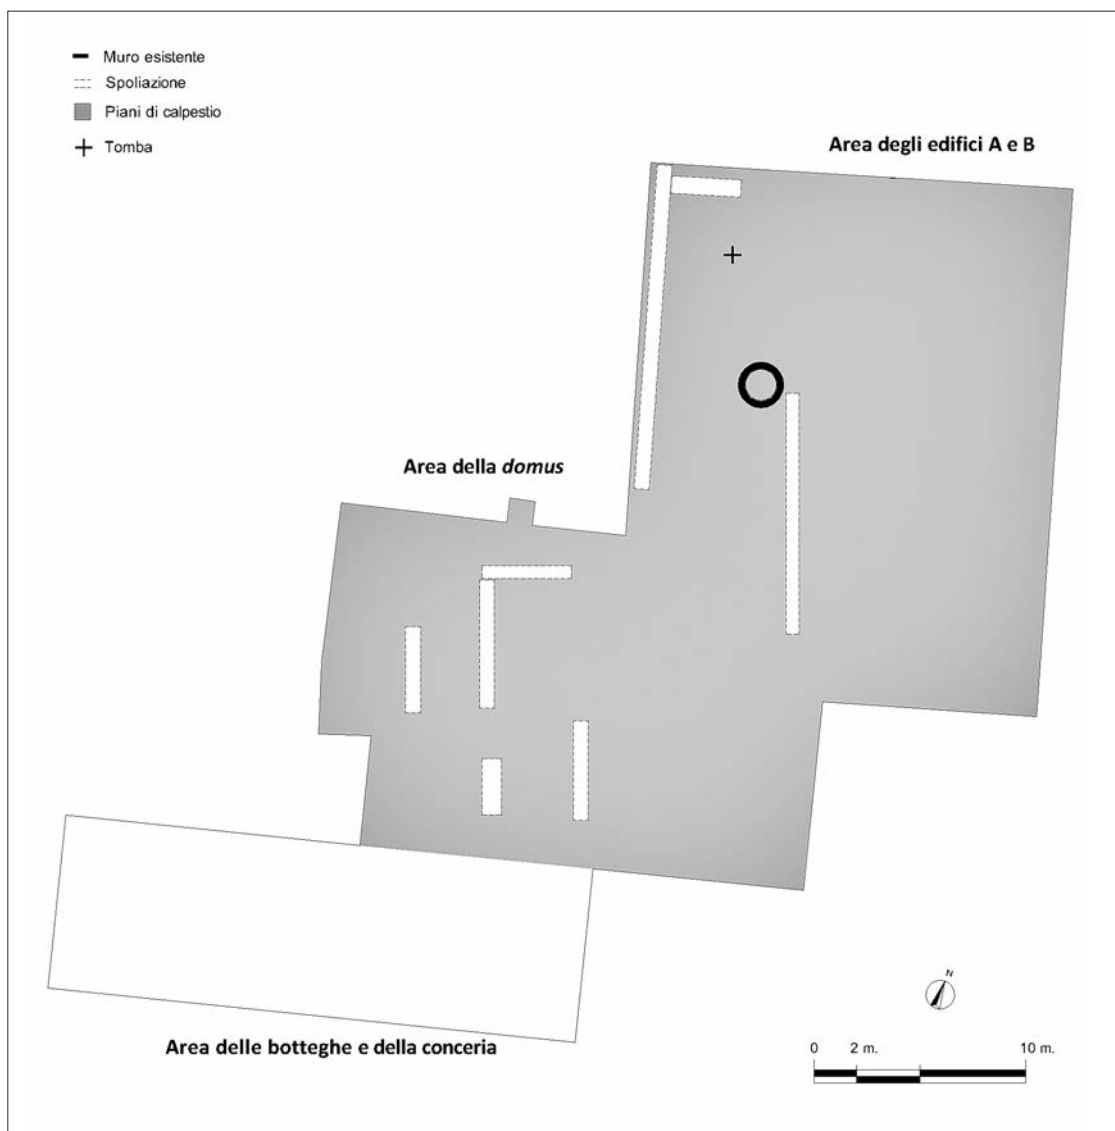 Muro esistente
Spoliazione
Piani di calpestio
Tomba
Area degli edifici A e B
Area della domus
Area delle botteghe e della conceria
N
0 2 m. 10 m.